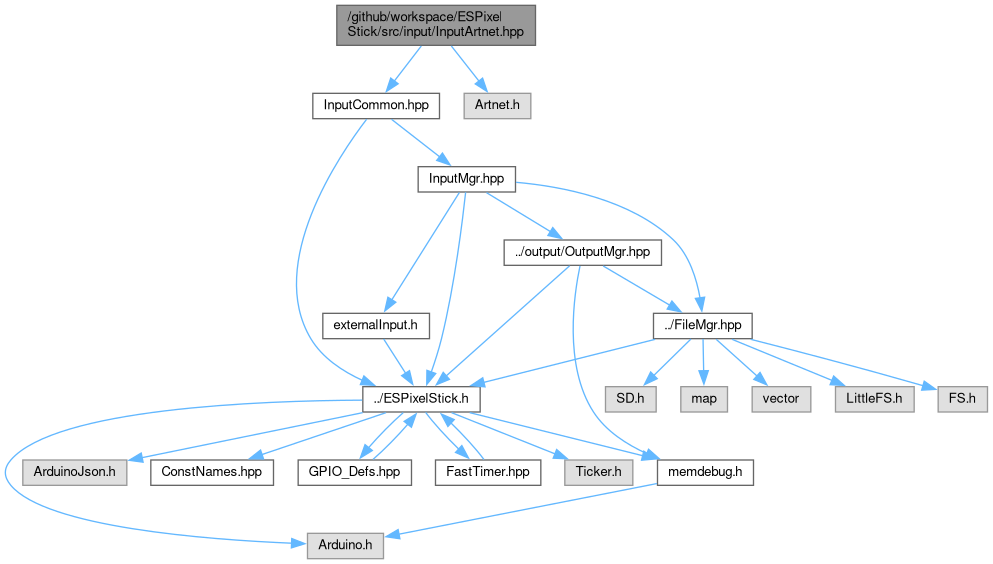 /github/workspace/ESPixel
Stick/src/input/InputArtnet.hpp
InputCommon.hpp
Artnet.h
InputMgr.hpp
../output/OutputMgr.hpp
externalInput.h
../FileMgr.hpp
../ESPixelStick.h
SD.h
map
vector
LittleFS.h
FS.h
ArduinoJson.h
ConstNames.hpp
GPIO_Defs.hpp
FastTimer.hpp
Ticker.h
memdebug.h
Arduino.h